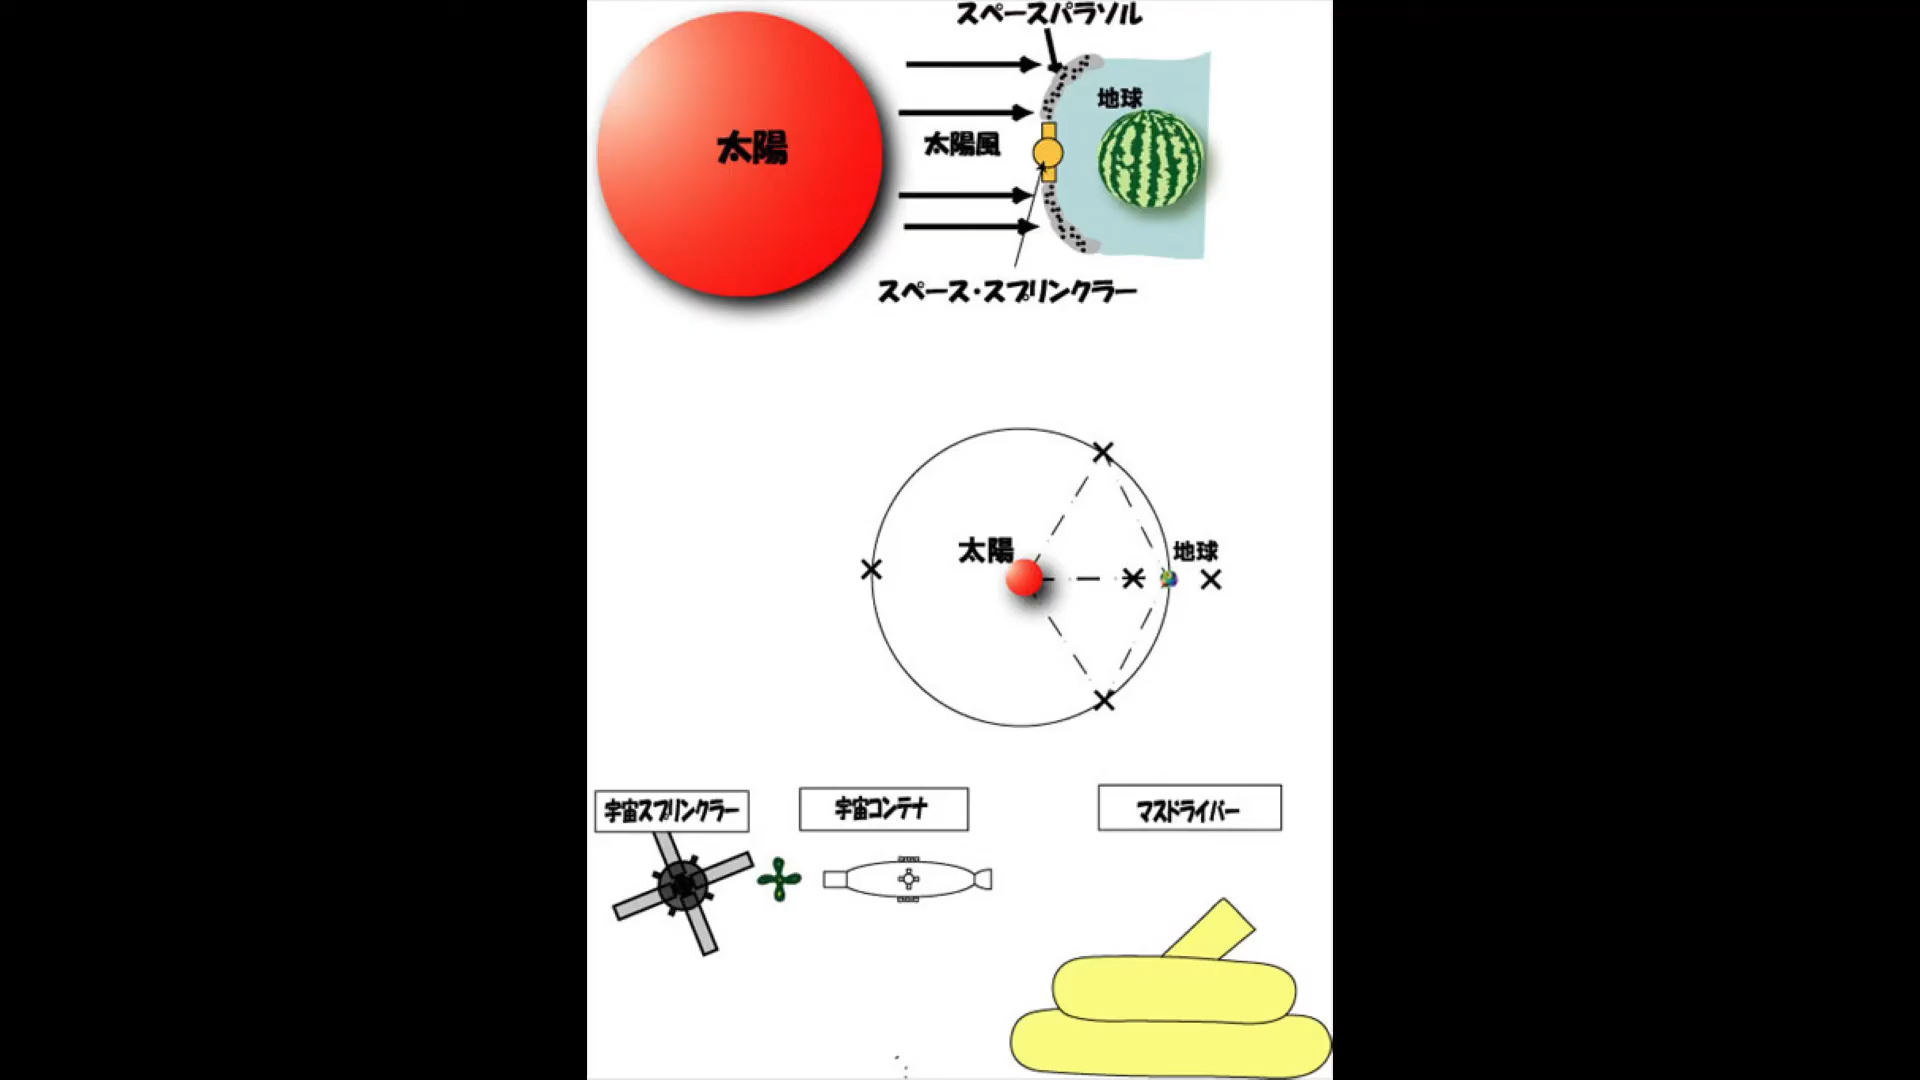 スペースパラソル
地球
太陽
太陽風
スペース・スプリンクラー
太陽
地球
宇宙スプリンクラー
宇宙コンテナ
マスドライバー